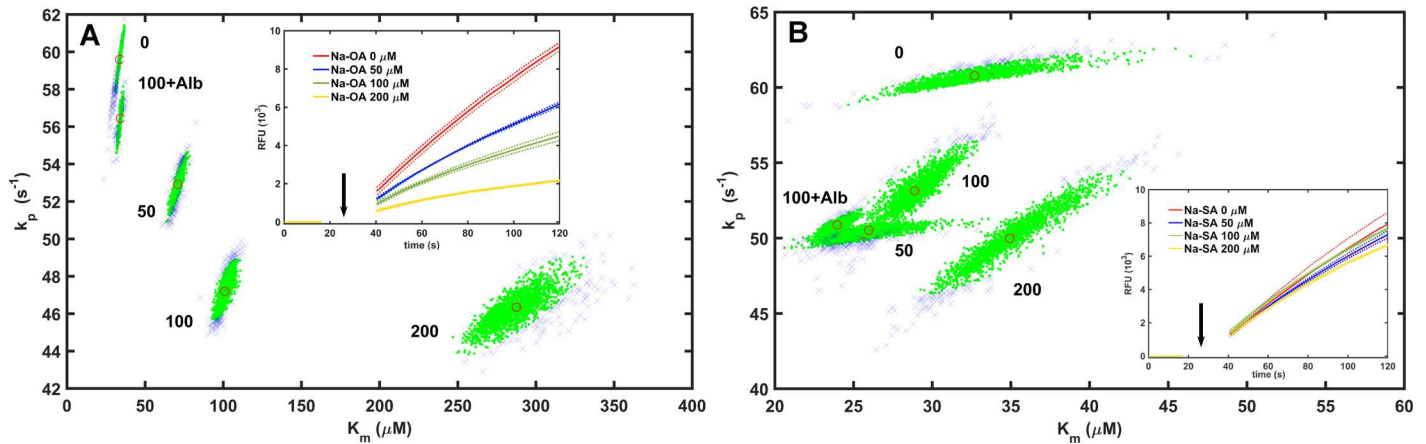 A
k_p (s⁻¹)
62
60
58
56
54
52
50
48
46
44
42
0
50
100
150
200
250
300
350
400
K_m (μM)
0
100+Alb
50
100
200
10
8
6
4
2
0
RFU (10³)
Na-OA 0 μM
Na-OA 50 μM
Na-OA 100 μM
Na-OA 200 μM
0 20 40 60 80 100 120
time (s)
B
k_p (s⁻¹)
65
60
55
50
45
40
20
25
30
35
40
45
50
55
60
K_m (μM)
0
100
100+Alb
50
200
10
8
6
4
2
0
RFU (10³)
Na-SA 0 μM
Na-SA 50 μM
Na-SA 100 μM
Na-SA 200 μM
0 20 40 60 80 100 120
time (s)